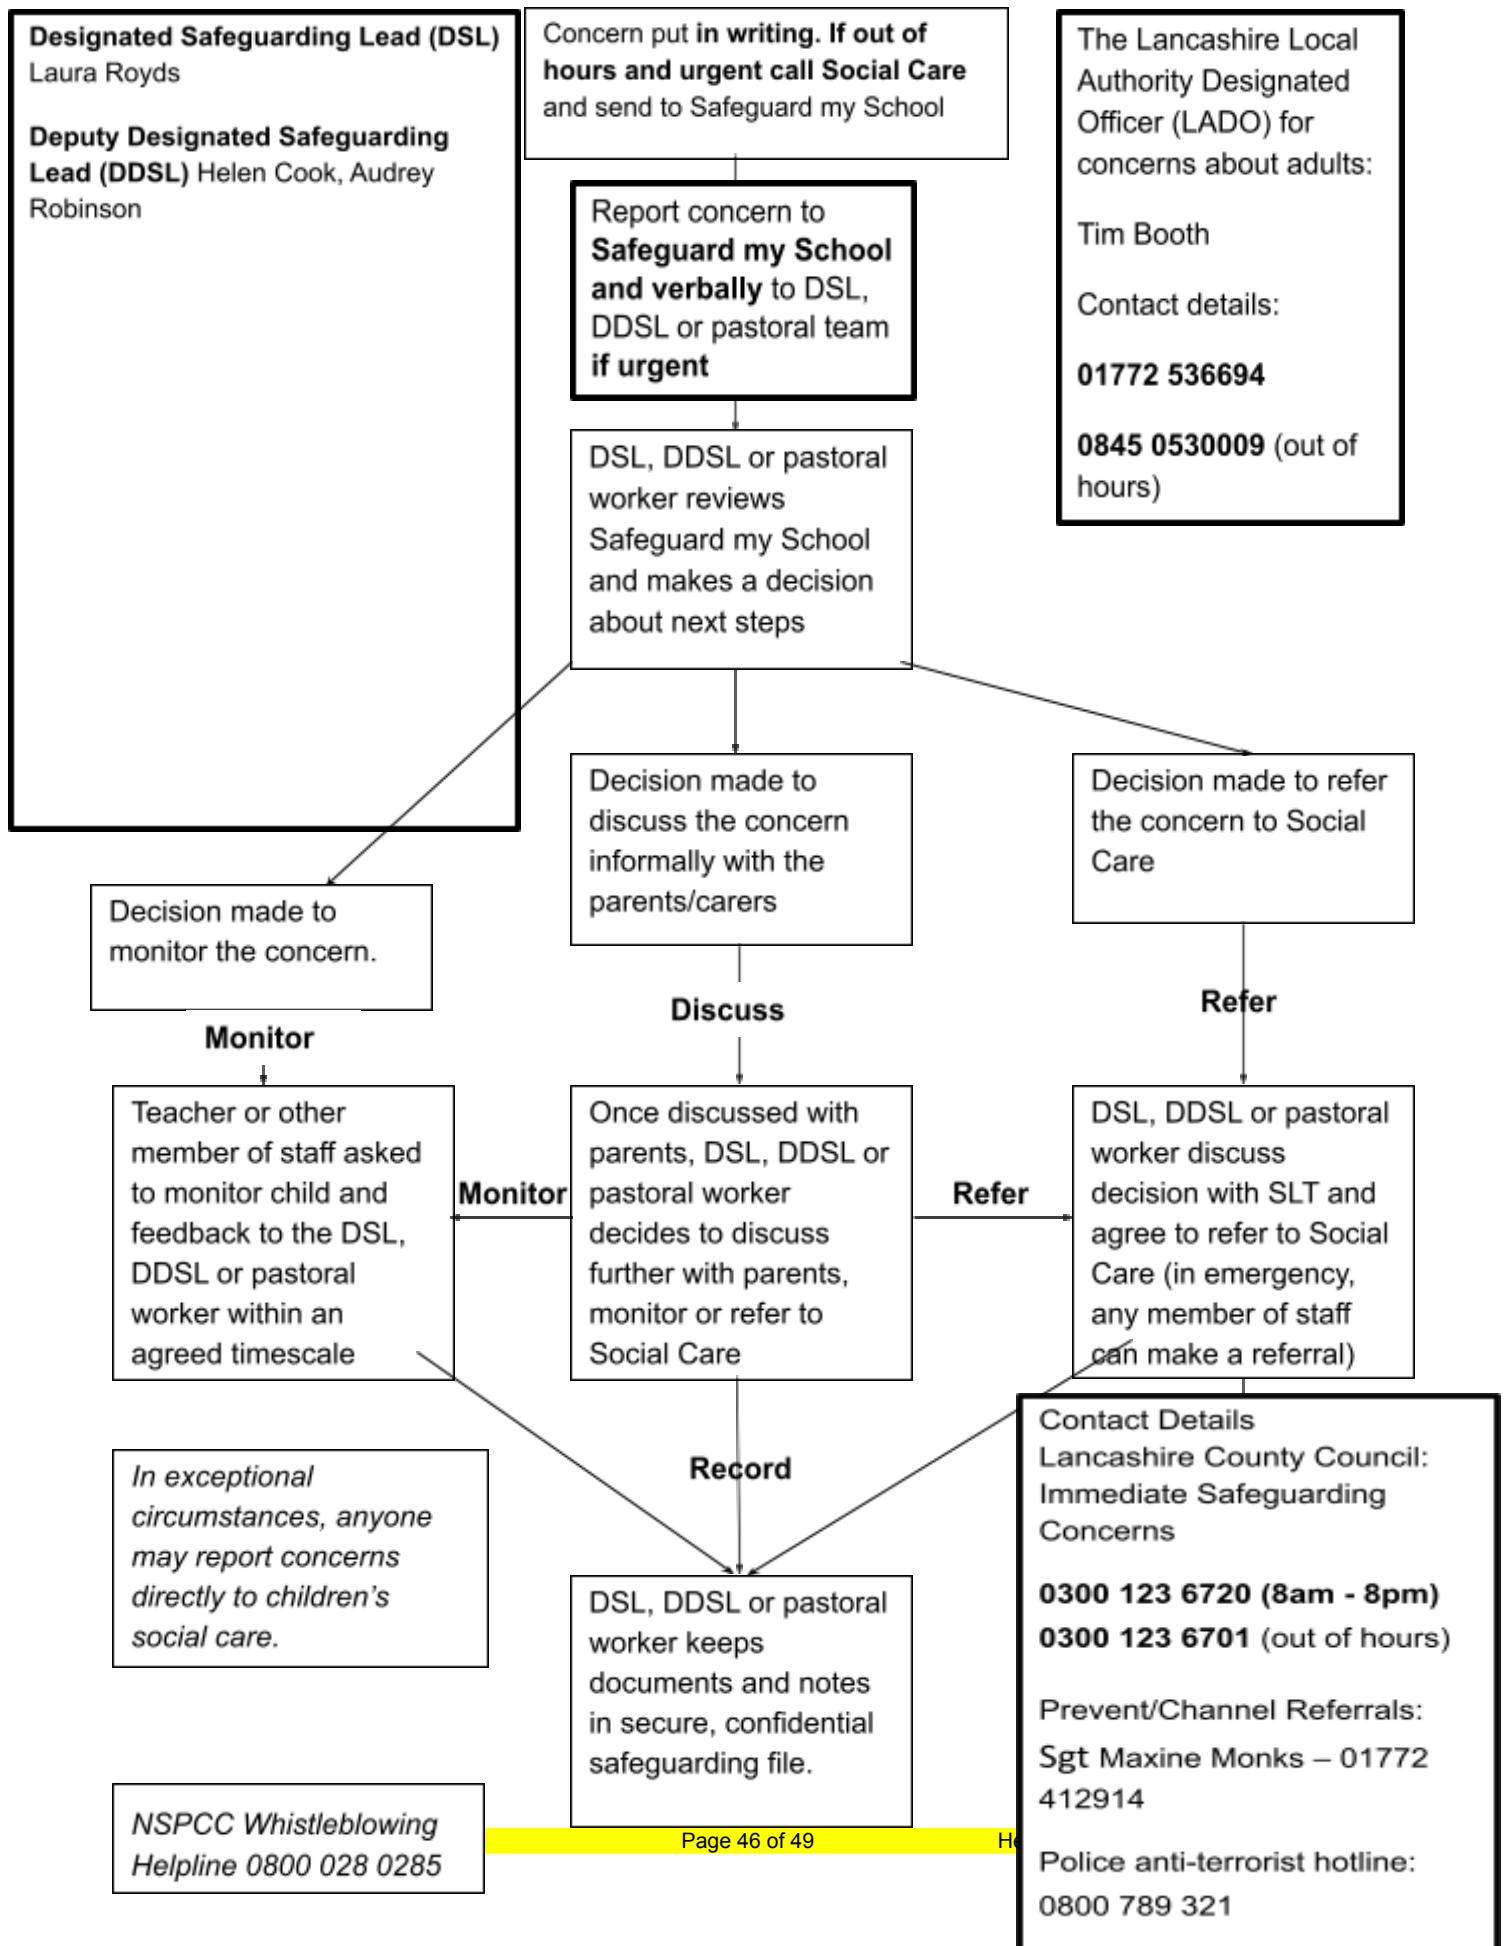 Designated Safeguarding Lead (DSL)
Laura Royds
Deputy Designated Safeguarding
Lead (DDSL) Helen Cook, Audrey
Robinson
Concern put in writing. If out of
hours and urgent call Social Care
and send to Safeguard my School
The Lancashire Local
Authority Designated
Officer (LADO) for
concerns about adults:
Tim Booth
Contact details:
01772 536694
0845 0530009 (out of
hours)
Report concern to
Safeguard my School
and verbally to DSL,
DDSL or pastoral team
if urgent
DSL, DDSL or pastoral
worker reviews
Safeguard my School
and makes a decision
about next steps
Decision made to
monitor the concern.
Decision made to
discuss the concern
informally with the
parents/carers
Decision made to refer
the concern to Social
Care
Monitor
Discuss
Refer
Teacher or other
member of staff asked
to monitor child and
feedback to the DSL,
DDSL or pastoral
worker within an
agreed timescale
Monitor
Once discussed with
parents, DSL, DDSL or
pastoral worker
decides to discuss
further with parents,
monitor or refer to
Social Care
Refer
DSL, DDSL or pastoral
worker discuss
decision with SLT and
agree to refer to Social
Care (in emergency,
any member of staff
can make a referral)
In exceptional
circumstances, anyone
may report concerns
directly to children's
social care.
Record
DSL, DDSL or pastoral
worker keeps
documents and notes
in secure, confidential
safeguarding file.
Contact Details
Lancashire County Council:
Immediate Safeguarding
Concerns
0300 123 6720 (8am - 8pm)
0300 123 6701 (out of hours)
Prevent/Channel Referrals:
Sgt Maxine Monks – 01772
412914
Police anti-terrorist hotline:
0800 789 321
NSPCC Whistleblowing
Helpline 0800 028 0285
Page 46 of 49